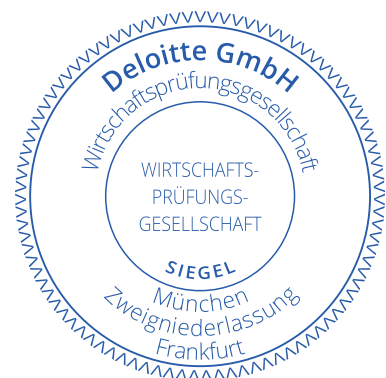 Deloitte GmbH
Wirtschaftsprüfungsgesellschaft
WIRTSCHAFTS-
PRÜFUNGS-
GESELLSCHAFT
SIEGEL
München
Zweigniederlassung
Frankfurt